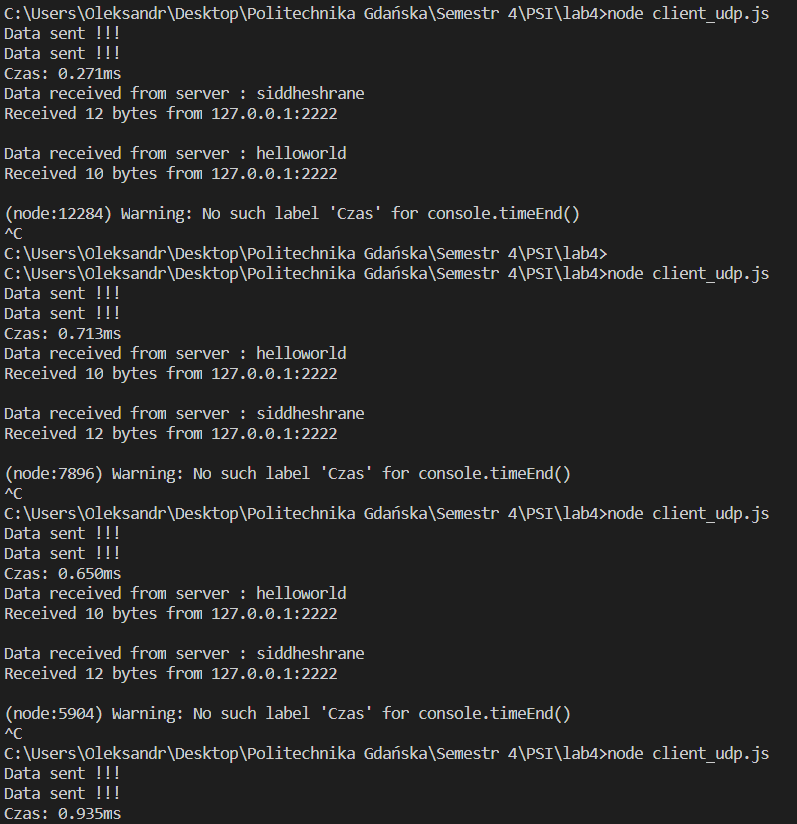 C:\Users\Oleksandr\Desktop\Politechnika Gdańska\Semestr 4\PSI\lab4>node client_udp.js
Data sent !!!
Data sent !!!
Czas: 0.271ms
Data received from server : siddheshrane
Received 12 bytes from 127.0.0.1:2222
Data received from server : helloworld
Received 10 bytes from 127.0.0.1:2222
(node:12284) Warning: No such label 'Czas' for console.timeEnd()
^C
C:\Users\Oleksandr\Desktop\Politechnika Gdańska\Semestr 4\PSI\lab4>
C:\Users\Oleksandr\Desktop\Politechnika Gdańska\Semestr 4\PSI\lab4>node client_udp.js
Data sent !!!
Data sent !!!
Czas: 0.713ms
Data received from server : helloworld
Received 10 bytes from 127.0.0.1:2222
Data received from server : siddheshrane
Received 12 bytes from 127.0.0.1:2222
(node:7896) Warning: No such label 'Czas' for console.timeEnd()
^C
C:\Users\Oleksandr\Desktop\Politechnika Gdańska\Semestr 4\PSI\lab4>node client_udp.js
Data sent !!!
Data sent !!!
Czas: 0.650ms
Data received from server : helloworld
Received 10 bytes from 127.0.0.1:2222
Data received from server : siddheshrane
Received 12 bytes from 127.0.0.1:2222
(node:5904) Warning: No such label 'Czas' for console.timeEnd()
^C
C:\Users\Oleksandr\Desktop\Politechnika Gdańska\Semestr 4\PSI\lab4>node client_udp.js
Data sent !!!
Data sent !!!
Czas: 0.935ms